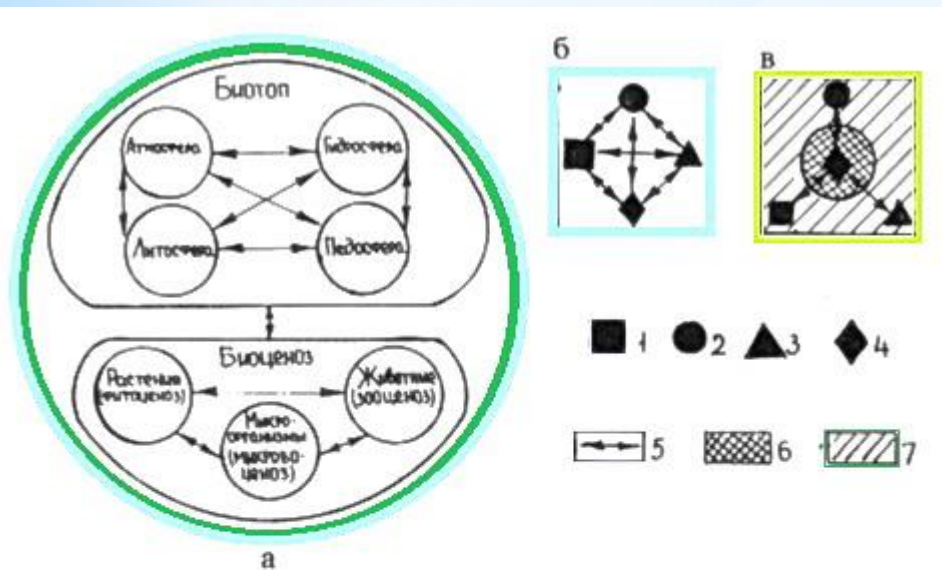 Биотоп
Атмосфера
Гидросфера
Литосфера
Педосфера
Биоценоз
Растения
(фитоценоз)
Животные
(зооценоз)
Микро-
организмы
(микробо-
ценоз)
а
б
в
1
2
3
4
5
6
7